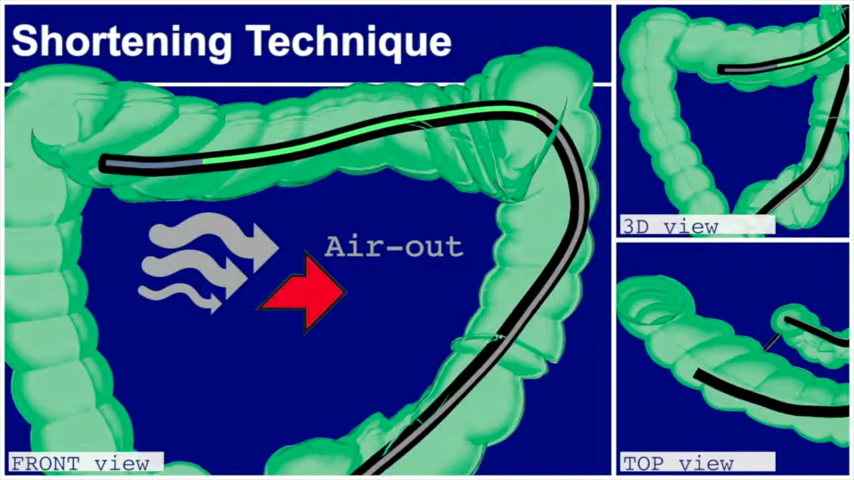 Shortening Technique
Air-out
FRONT view
3D view
TOP view